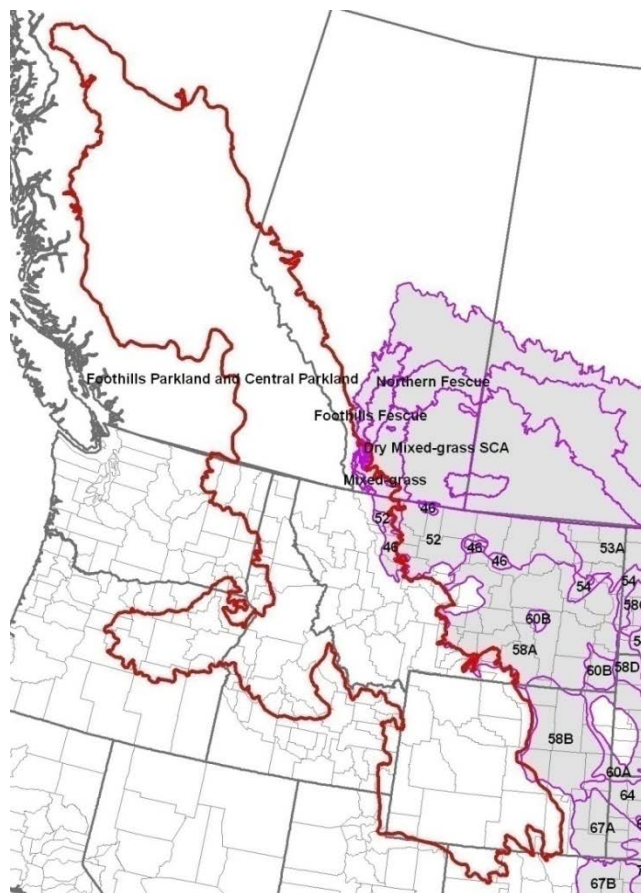 Foothills Parkland and Central Parkland
Northern Fescue
Foothills Fescue
Dry Mixed-grass SCA
Mixed-grass
46
52
46
52
46
46
53A
54
54
58C
60B
58A
60B
58D
58B
60A
64
67A
67B